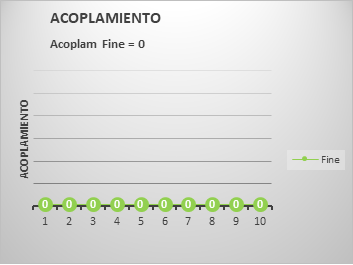 ACOPLAMIENTO
Acoplam Fine = 0
ACOPLAMIENTO
0 0 0 0 0 0 0 0 0 0
1 2 3 4 5 6 7 8 9 10
Fine